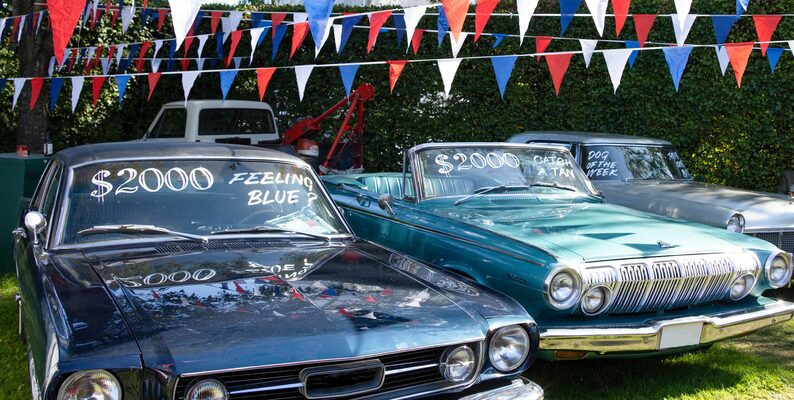 $2000
FEELING
BLUE?
$2000
CATCH
A TAN
DOG
OF THE
WEEK